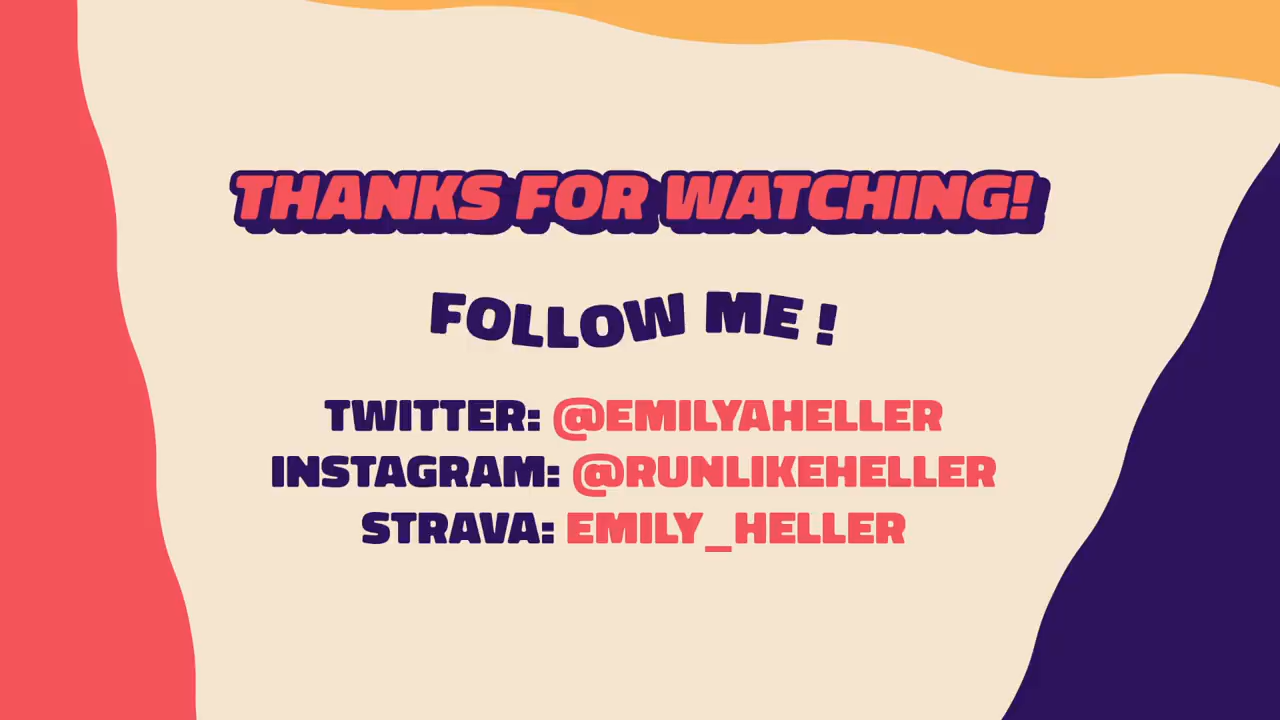 THANKS FOR WATCHING!
FOLLOW ME !
TWITTER: @EMILYAHELLER
INSTAGRAM: @RUNLIKEHELLER
STRAVA: EMILY_HELLER